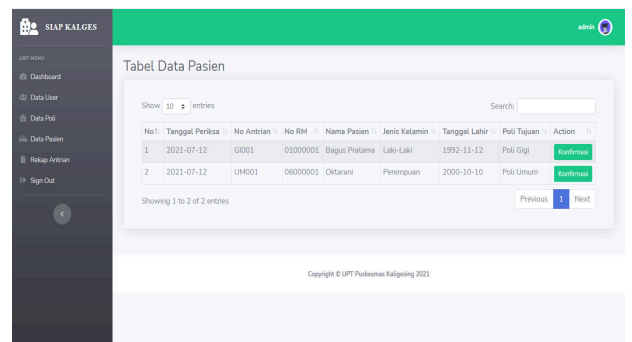 SIAP KALGES
admin
LIST MENU
Dashboard
Data User
Data Poli
Data Pasien
Rekap Antrian
Sign Out
Tabel Data Pasien
Show 10 entries Search:
No Tanggal Periksa No Antrian No RM Nama Pasien Jenis Kelamin Tanggal Lahir Poli Tujuan Action
1 2021-07-12 GI001 01000001 Bagus Pratama Laki-Laki 1992-11-12 Poli Gigi Konfirmasi
2 2021-07-12 UM001 06000001 Oktarani Perempuan 2000-10-10 Poli Umum Konfirmasi
Showing 1 to 2 of 2 entries Previous 1 Next
Copyright © UPT Puskesmas Kaligesing 2021